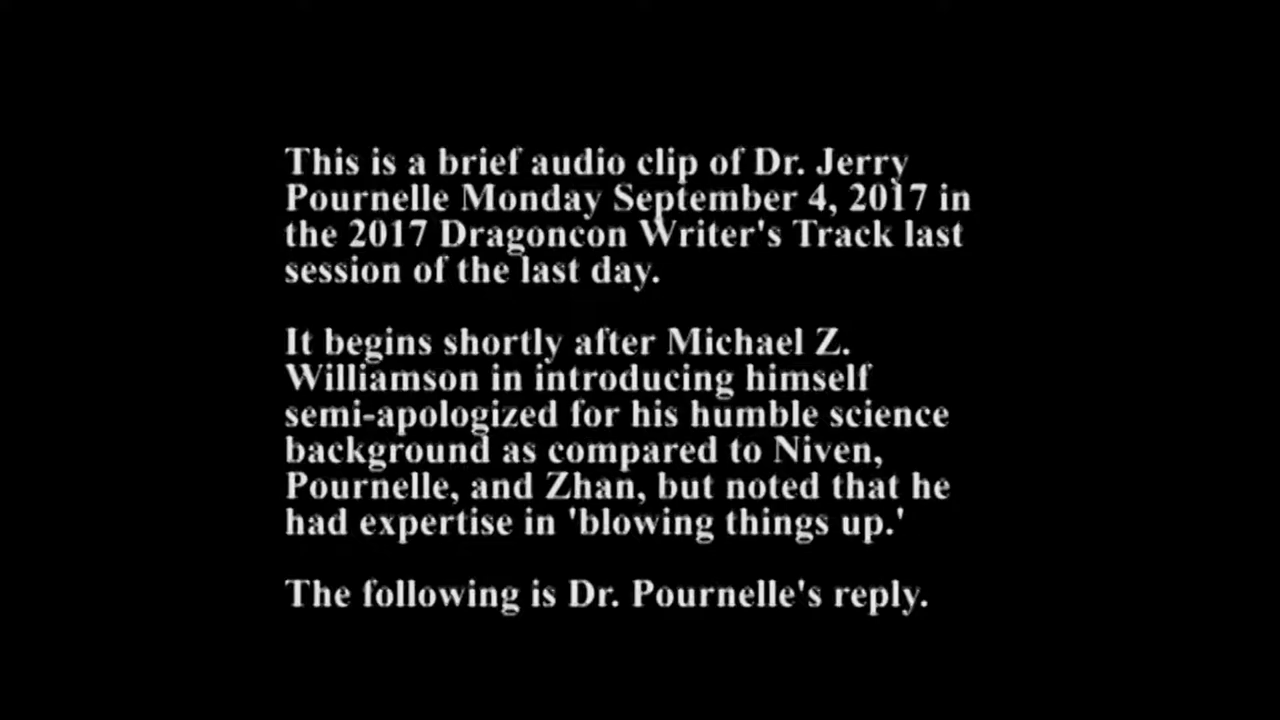 This is a brief audio clip of Dr. Jerry
Pournelle Monday September 4, 2017 in
the 2017 Dragoncon Writer's Track last
session of the last day.
It begins shortly after Michael Z.
Williamson in introducing himself
semi-apologized for his humble science
background as compared to Niven,
Pournelle, and Zhan, but noted that he
had expertise in 'blowing things up.'
The following is Dr. Pournelle's reply.